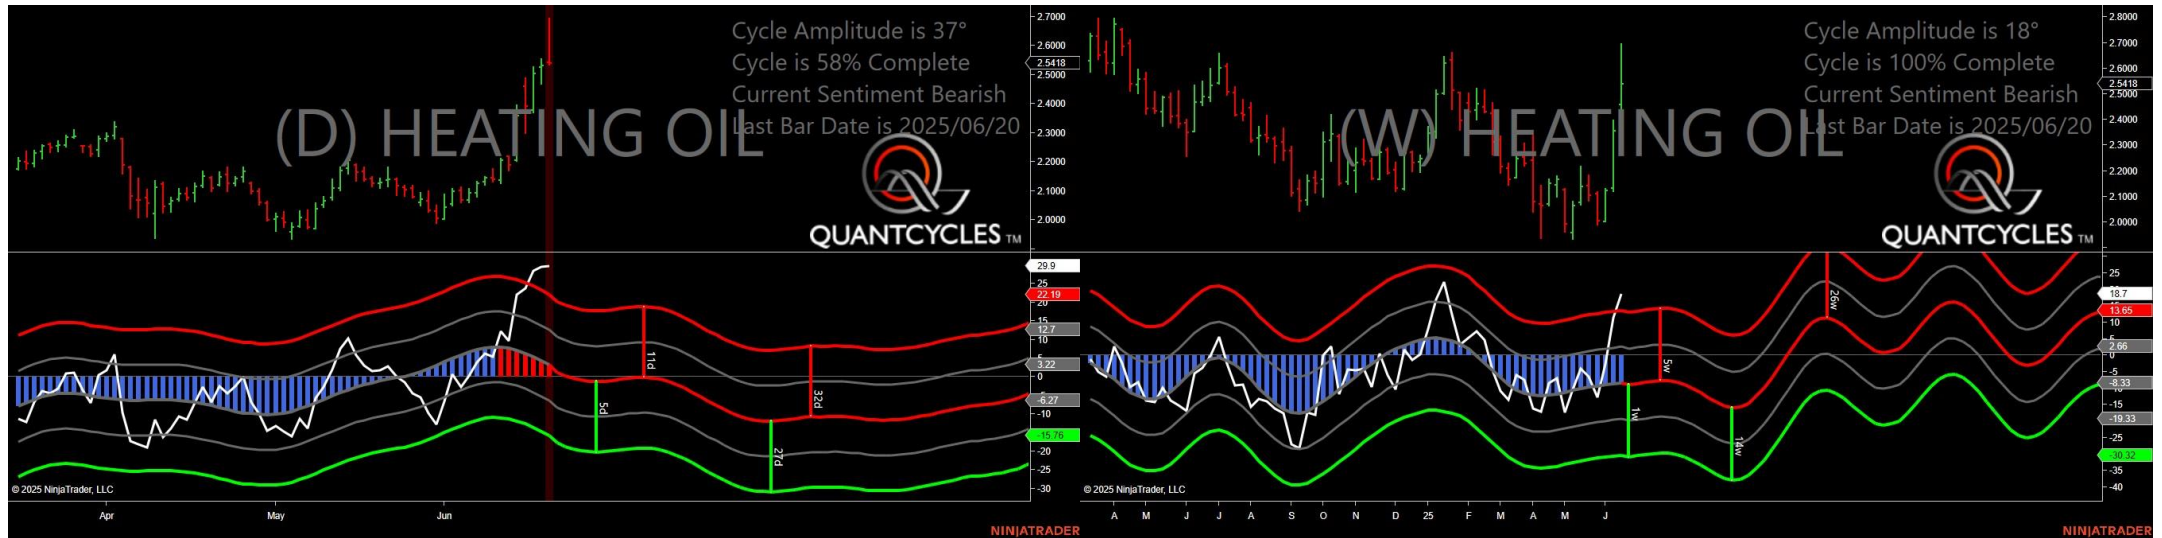 Cycle Amplitude is 37°
Cycle is 58% Complete
Current Sentiment Bearish
Last Bar Date is 2025/06/20
(D) HEATING OIL
QUANTCYCLES TM
2.7000
2.6000
2.5418
2.5000
2.4000
2.3000
2.2000
2.1000
2.0000
29.9
25
22.19
20
15
12.7
10
5
3.22
0
-6.27
-10
-15.76
-20
-25
-30
5d
11d
27d
32d
© 2025 NinjaTrader, LLC
Apr
May
Jun
NINJATRADER
Cycle Amplitude is 18°
Cycle is 100% Complete
Current Sentiment Bearish
Last Bar Date is 2025/06/20
(W) HEATING OIL
QUANTCYCLES TM
2.8000
2.7000
2.6000
2.5418
2.5000
2.4000
2.3000
2.2000
2.1000
2.0000
25
18.7
13.65
10
5
2.66
0
-8.33
-15
-19.33
-25
-30.32
-35
-40
1w
5w
14w
26w
© 2025 NinjaTrader, LLC
A M J J A S O N D 25 F M A M J
NINJATRADER